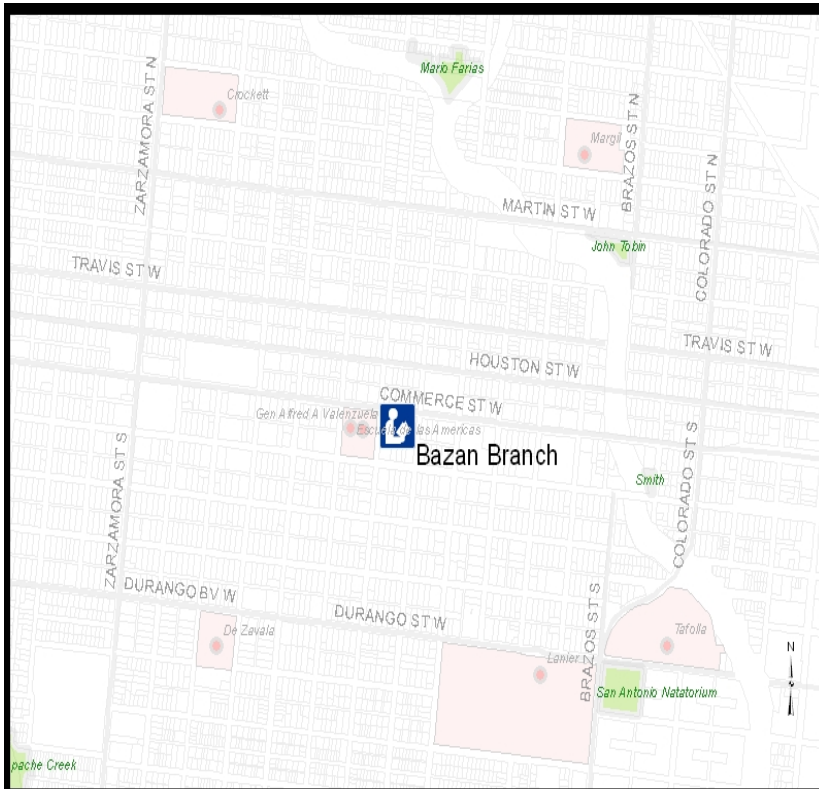 Mario Farias
ZARZAMORA ST N
Crockett
BRAZOS ST N
Margil
COLORADO ST N
MARTIN ST W
John Tobin
TRAVIS ST W
TRAVIS ST W
HOUSTON ST W
COMMERCE ST W
Gen Alfred A Valenzuela
Escuela de las Americas
Bazan Branch
ZARZAMORA ST S
COLORADO ST S
Smith
DURANGO BV W
DURANGO ST W
BRAZOS ST S
De Zavala
Tafolla
Lanier
N
San Antonio Natatorium
pache Creek